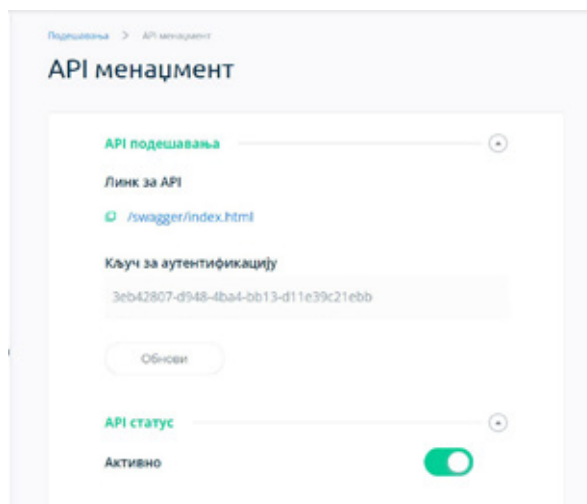 Подешавања > API менаџмент
API менаџмент
API подешавања
Линк за API
/swagger/index.html
Кључ за аутентификацију
3eb42807-d948-4ba4-bb13-d11e39c21ebb
Обнови
API статус
Активно